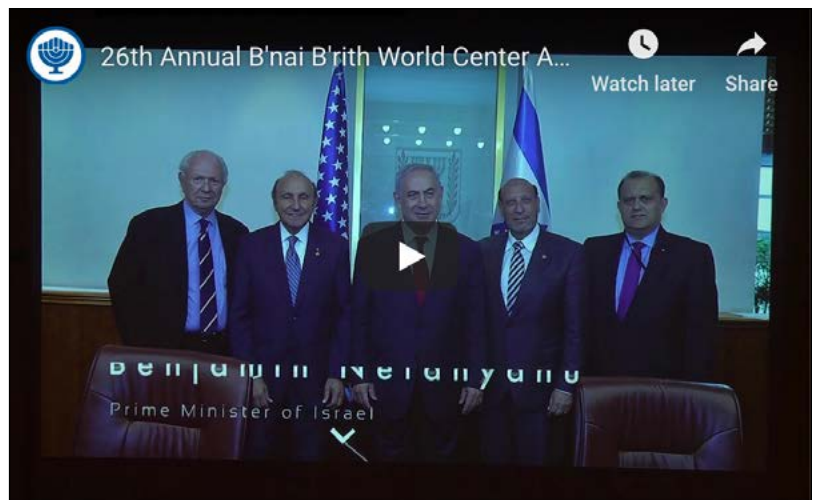 26th Annual B'nai B'rith World Center A...
Watch later
Share
Benjamin Netanyahu
Prime Minister of Israel